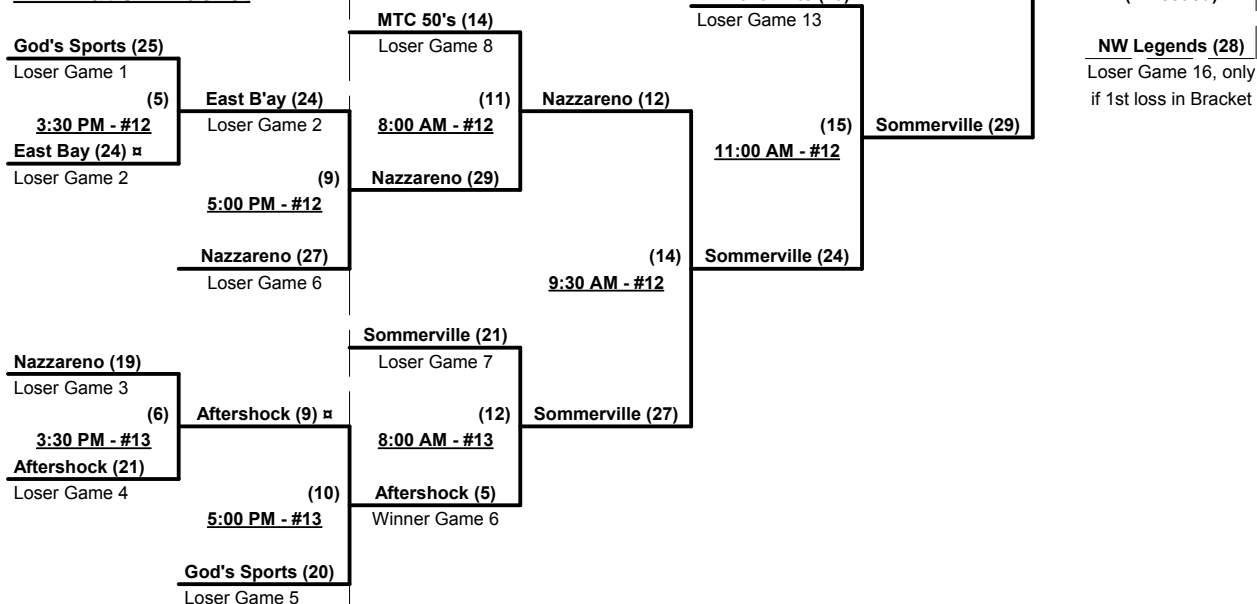 MTC 50's (14)
Loser Game 13
Loser Game 8
God's Sports (25)
NW Legends (28)
Loser Game 1
Loser Game 16, only
(5)
East B'ay (24)
(11)
Nazzareno (12)
if 1st loss in Bracket
3:30 PM - #12
Loser Game 2
8:00 AM - #12
(15)
Sommerville (29)
East Bay (24) ¤
11:00 AM - #12
Loser Game 2
(9)
Nazzareno (29)
5:00 PM - #12
Nazzareno (27)
(14)
Sommerville (24)
Loser Game 6
9:30 AM - #12
Sommerville (21)
Nazzareno (19)
Loser Game 7
Loser Game 3
(6)
Aftershock (9) ¤
(12)
Sommerville (27)
3:30 PM - #13
8:00 AM - #13
Aftershock (21)
Loser Game 4
(10)
Aftershock (5)
5:00 PM - #13
Winner Game 6
God's Sports (20)
Loser Game 5